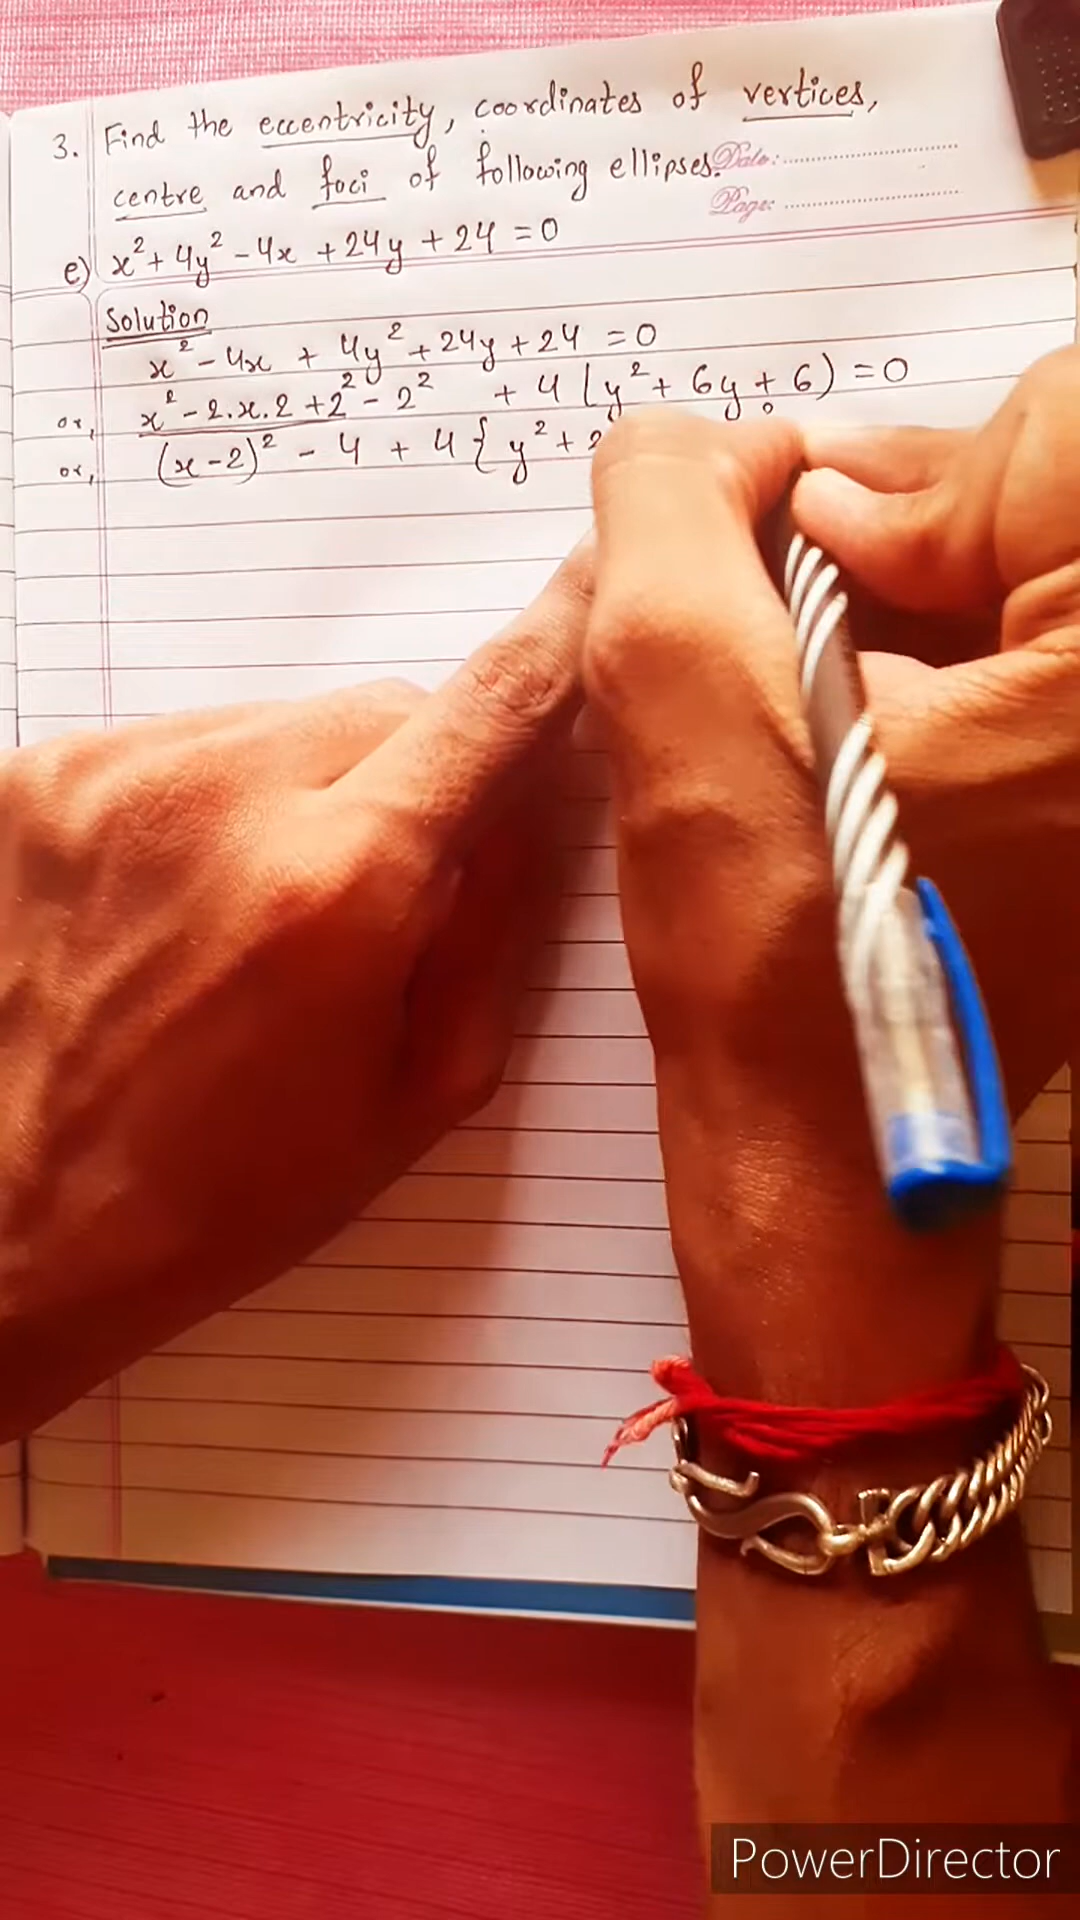 3. Find the eccentricity, coordinates of vertices,
centre and foci of following ellipses.
Date:
Page:
e) x² + 4y² - 4x + 24y + 24 = 0
Solution
x² - 4x + 4y² + 24y + 24 = 0
or, x² - 2.x.2 + 2² - 2² + 4(y² + 6y + 6) = 0
or, (x-2)² - 4 + 4{y² + 2
PowerDirector